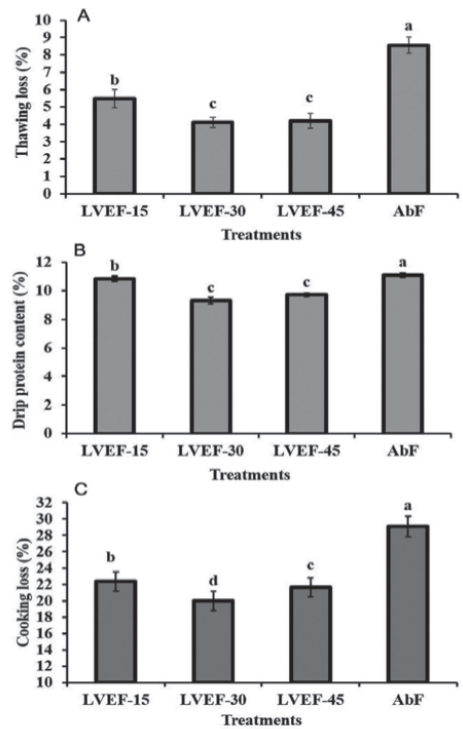 A
Thawing loss (%)
10
9
8
7
6
5
4
3
2
1
0
b
c
c
a
LVEF-15 LVEF-30 LVEF-45 AbF
Treatments
B
Drip protein content (%)
12
10
8
6
4
2
0
b
c
c
a
LVEF-15 LVEF-30 LVEF-45 AbF
Treatments
C
Cooking loss (%)
32
30
28
26
24
22
20
18
16
14
12
10
b
d
c
a
LVEF-15 LVEF-30 LVEF-45 AbF
Treatments